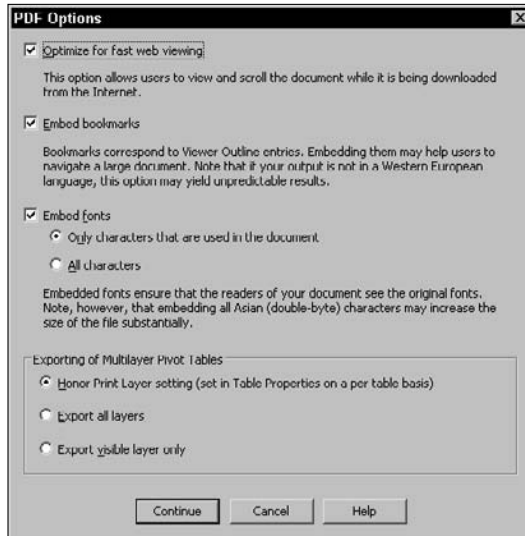 PDF Options
Optimize for fast web viewing
This option allows users to view and scroll the document while it is being downloaded
from the Internet.
Embed bookmarks
Bookmarks correspond to Viewer Outline entries. Embedding them may help users to
navigate a large document. Note that if your output is not in a Western European
language, this option may yield unpredictable results.
Embed fonts
Only characters that are used in the document
All characters
Embedded fonts ensure that the readers of your document see the original fonts.
Note, however, that embedding all Asian (double-byte) characters may increase the
size of the file substantially.
Exporting of Multilayer Pivot Tables
Honor Print Layer setting (set in Table Properties on a per table basis)
Export all layers
Export visible layer only
Continue
Cancel
Help